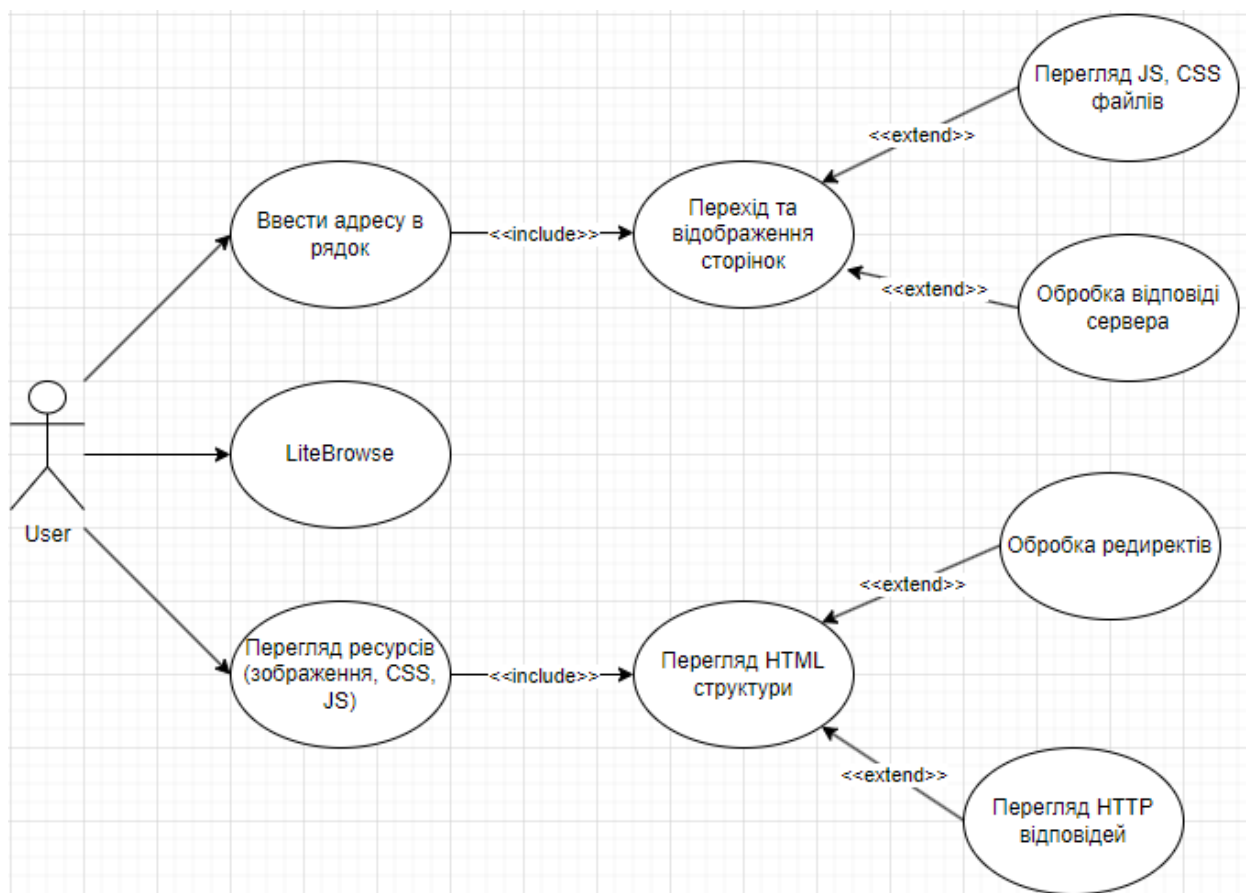 Перегляд JS, CSS
файлів
<<extend>>
Ввести адресу в
рядок
<<include>>
Перехід та
відображення
сторінок
<<extend>>
Обробка відповіді
сервера
LiteBrowse
User
Обробка редиректів
<<extend>>
Перегляд ресурсів
(зображення, CSS,
JS)
<<include>>
Перегляд HTML
структури
<<extend>>
Перегляд HTTP
відповідей